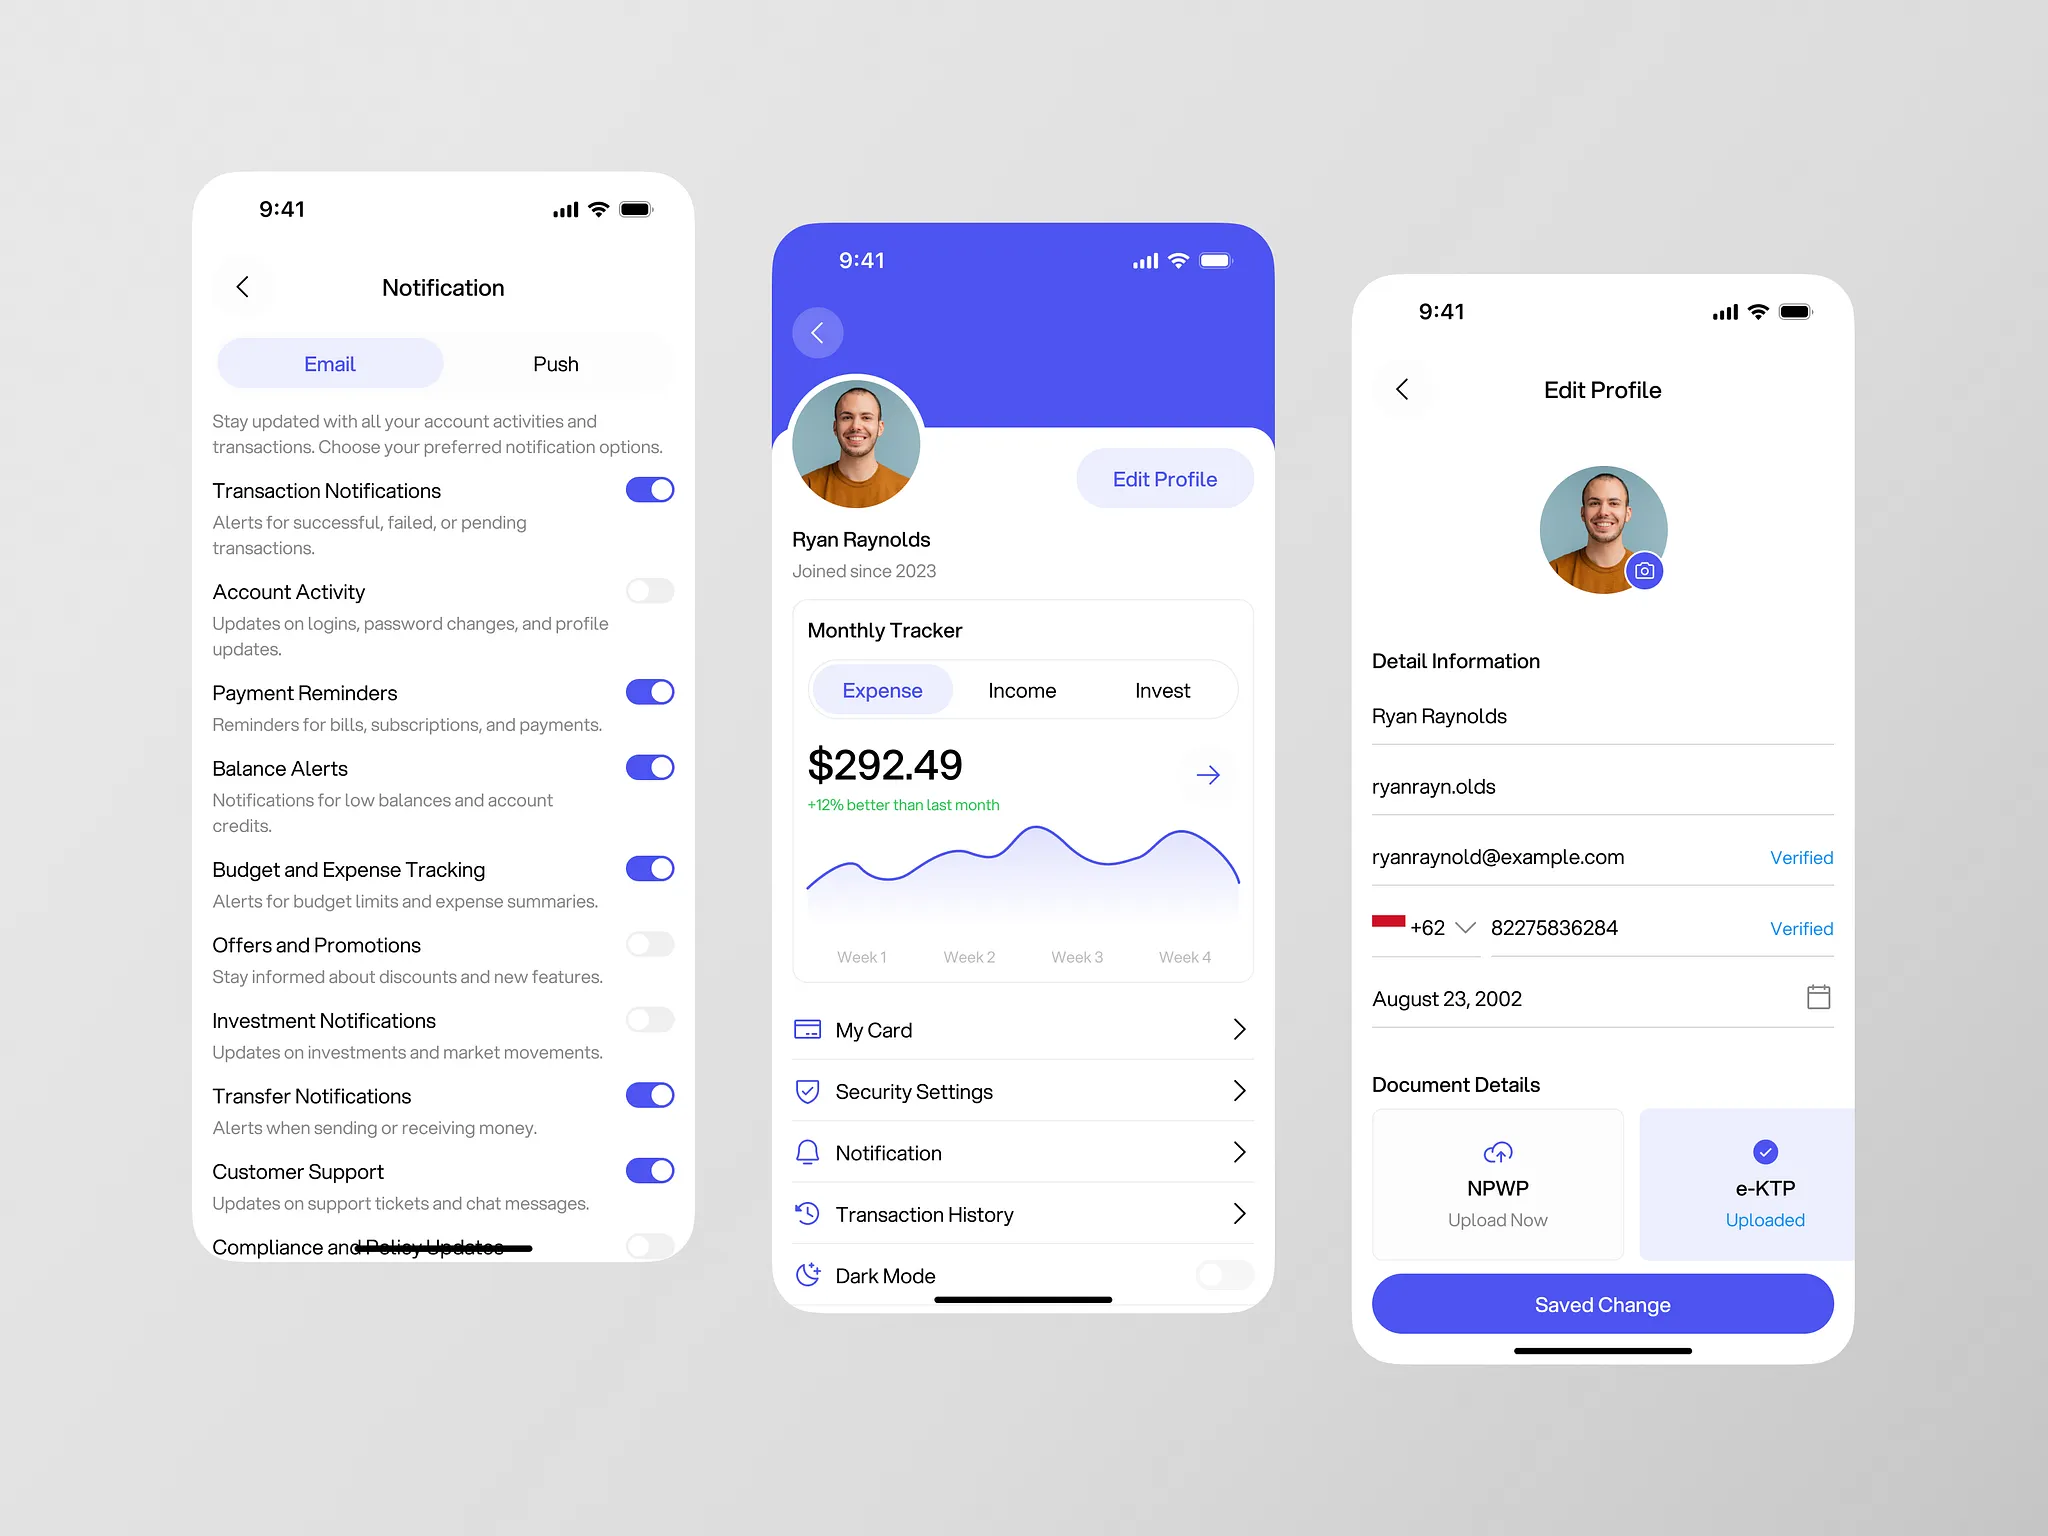 9:41
Notification
Email
Push
Stay updated with all your account activities and
transactions. Choose your preferred notification options.
Transaction Notifications
Alerts for successful, failed, or pending
transactions.
Account Activity
Updates on logins, password changes, and profile
updates.
Payment Reminders
Reminders for bills, subscriptions, and payments.
Balance Alerts
Notifications for low balances and account
credits.
Budget and Expense Tracking
Alerts for budget limits and expense summaries.
Offers and Promotions
Stay informed about discounts and new features.
Investment Notifications
Updates on investments and market movements.
Transfer Notifications
Alerts when sending or receiving money.
Customer Support
Updates on support tickets and chat messages.
Compliance and Policy Updates
9:41
Edit Profile
Ryan Raynolds
Joined since 2023
Monthly Tracker
Expense
Income
Invest
$292.49
+12% better than last month
Week 1
Week 2
Week 3
Week 4
My Card
Security Settings
Notification
Transaction History
Dark Mode
9:41
Edit Profile
Detail Information
Ryan Raynolds
ryanrayn.olds
ryanraynold@example.com
Verified
+62
82275836284
Verified
August 23, 2002
Document Details
NPWP
Upload Now
e-KTP
Uploaded
Saved Change